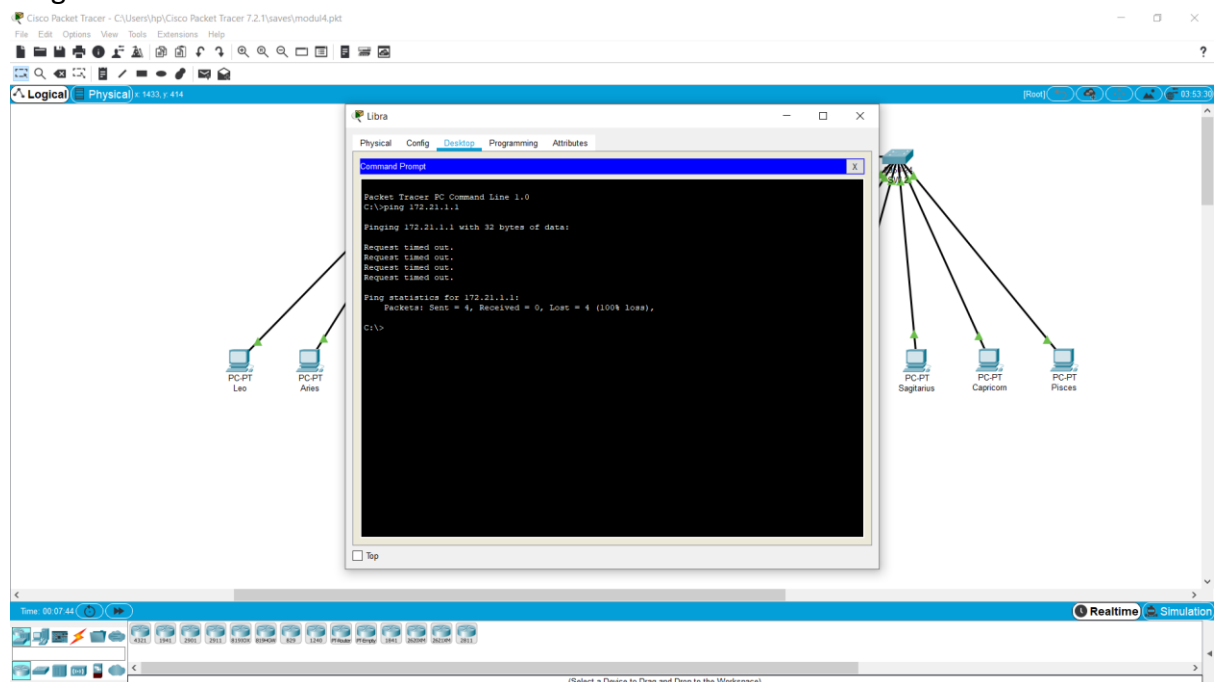 Cisco Packet Tracer - C:\Users\hp\Cisco Packet Tracer 7.2.1\saves\modul4.pkt
File Edit Options View Tools Extensions Help
?
Logical Physical x: 1433, y: 414 [Root] 03:53:30
Libra
Physical Config Desktop Programming Attributes
Command Prompt X
Packet Tracer PC Command Line 1.0
C:\>ping 172.21.1.1
Pinging 172.21.1.1 with 32 bytes of data:
Request timed out.
Request timed out.
Request timed out.
Request timed out.
Ping statistics for 172.21.1.1:
Packets: Sent = 4, Received = 0, Lost = 4 (100% loss),
C:\>
PC-PT
Leo
PC-PT
Aries
PC-PT
Sagitarius
PC-PT
Capricorn
PC-PT
Pisces
Top
Time: 00:07:44 Realtime Simulation
4321 1941 2901 2911 819IOX 819HGW 829 1240 PT-Router PT-Empty 1841 2620XM 2621XM 2811
(Select a Device to Drag and Drop to the Workspace)